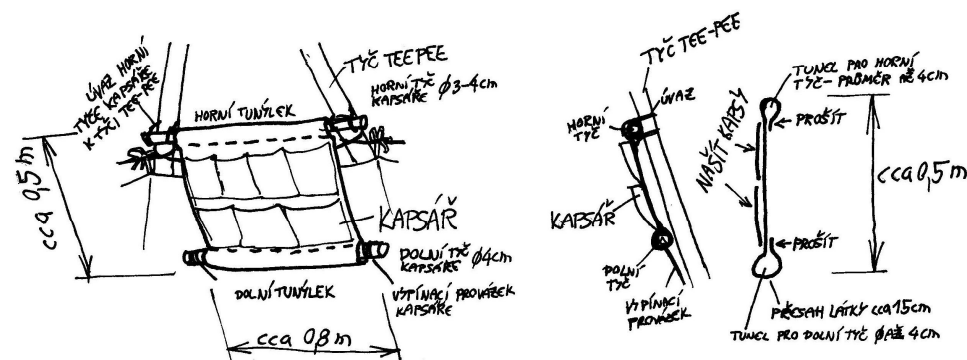 ÚVAZ HORNÍ
TYČE KAPSÁŘE
K TYČI TEE-PEE
TYČ TEEPEE
HORNÍ TYČ
KAPSÁŘE Ø3-4cm
HORNÍ TUNÝLEK
cca 0,5 m
KAPSÁŘ
DOLNÍ TYČ Ø4cm
KAPSÁŘE
VYPÍNACÍ PROVÁZEK
KAPSÁŘE
DOLNÍ TUNÝLEK
cca 0,8 m
TYČ TEE-PEE
HORNÍ
TYČ
ÚVAZ
KAPSÁŘ
DOLNÍ
TYČ
VYPÍNACÍ
PROVÁZEK
TUNEL PRO HORNÍ
TYČ-PRŮMĚR AŽ 4cm
PROŠÍT
NAŠÍT KAPSY
cca 0,5 m
PROŠÍT
PŘESAH LÁTKY cca 15cm
TUNEL PRO DOLNÍ TYČ Ø AŽ 4cm